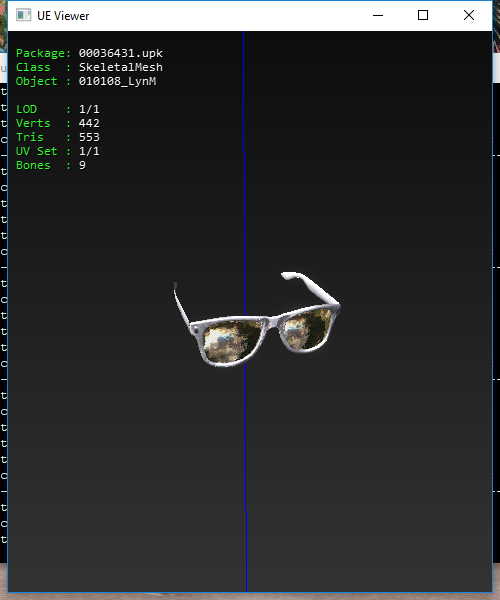 UE Viewer
Package: 00036431.upk
Class  : SkeletalMesh
Object : 010108_LynM
LOD    : 1/1
Verts  : 442
Tris   : 553
UV Set : 1/1
Bones  : 9